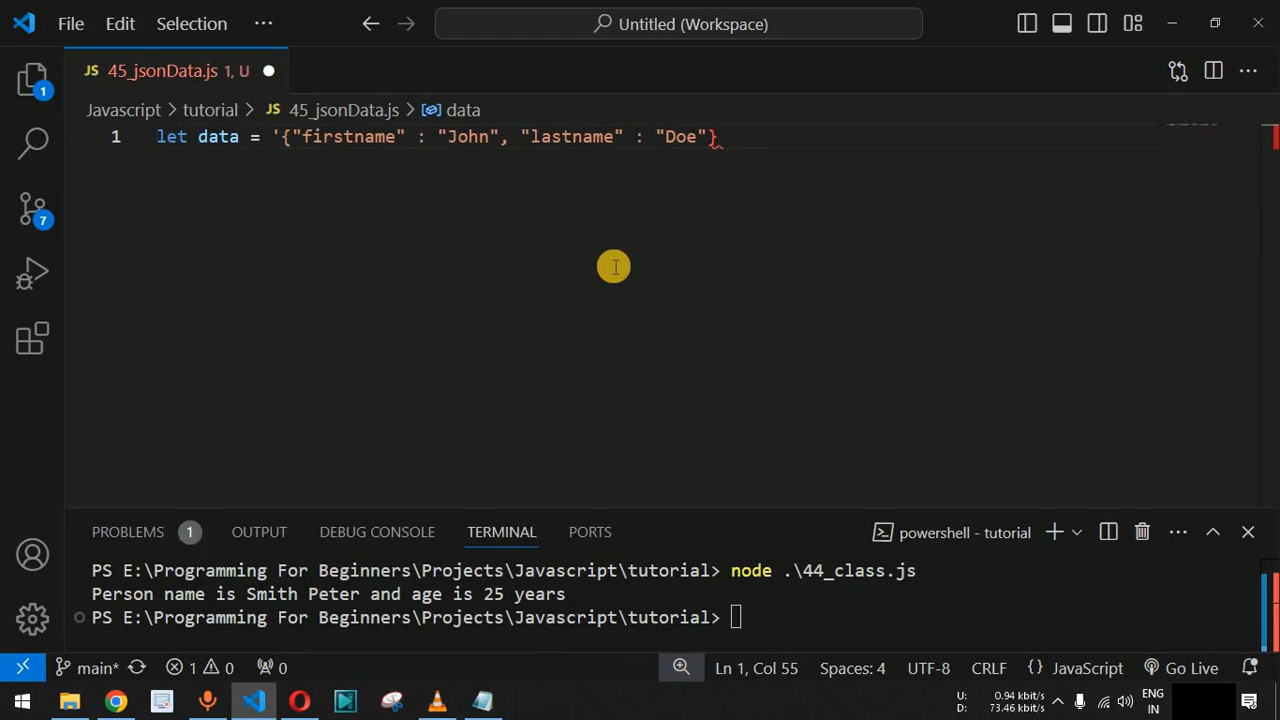 File Edit Selection ··· Untitled (Workspace)
JS 45_jsonData.js 1, U
Javascript > tutorial > JS 45_jsonData.js > data
1 let data = '{"firstname" : "John", "lastname" : "Doe"}
1
7
PROBLEMS 1 OUTPUT DEBUG CONSOLE TERMINAL PORTS powershell - tutorial
PS E:\Programming For Beginners\Projects\Javascript\tutorial> node .\44_class.js
Person name is Smith Peter and age is 25 years
PS E:\Programming For Beginners\Projects\Javascript\tutorial>
main* 1 0 0 Ln 1, Col 55 Spaces: 4 UTF-8 CRLF {} JavaScript Go Live
U: 0.94 kbit/s
D: 73.46 kbit/s
ENG
IN